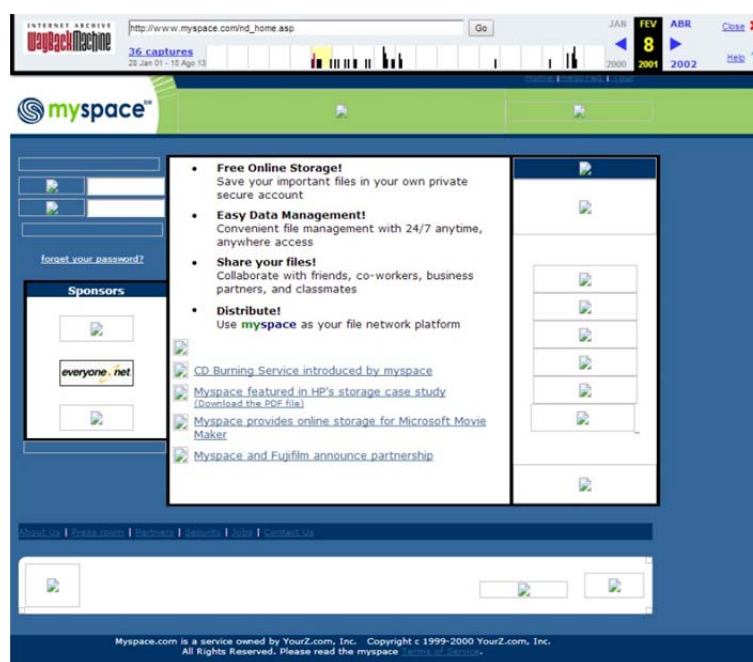 INTERNET ARCHIVE
WayBackMachine
http://www.myspace.com/nd_home.asp
Go
36 captures
28 Jan 01 - 15 Ago 13
JAN FEV ABR
8
2000 2001 2002
Close
Help
Home | Help/FAQ | Tour
myspace
forget your password?
Sponsors
everyone.net
• Free Online Storage!
Save your important files in your own private
secure account
• Easy Data Management!
Convenient file management with 24/7 anytime,
anywhere access
• Share your files!
Collaborate with friends, co-workers, business
partners, and classmates
• Distribute!
Use myspace as your file network platform
CD Burning Service introduced by myspace
Myspace featured in HP's storage case study
(Download the PDF file)
Myspace provides online storage for Microsoft Movie
Maker
Myspace and Fujifilm announce partnership
About Us | Press room | Partners | Security | Jobs | Contact Us
Myspace.com is a service owned by YourZ.com, Inc. Copyright c 1999-2000 YourZ.com, Inc.
All Rights Reserved. Please read the myspace Terms of Service.